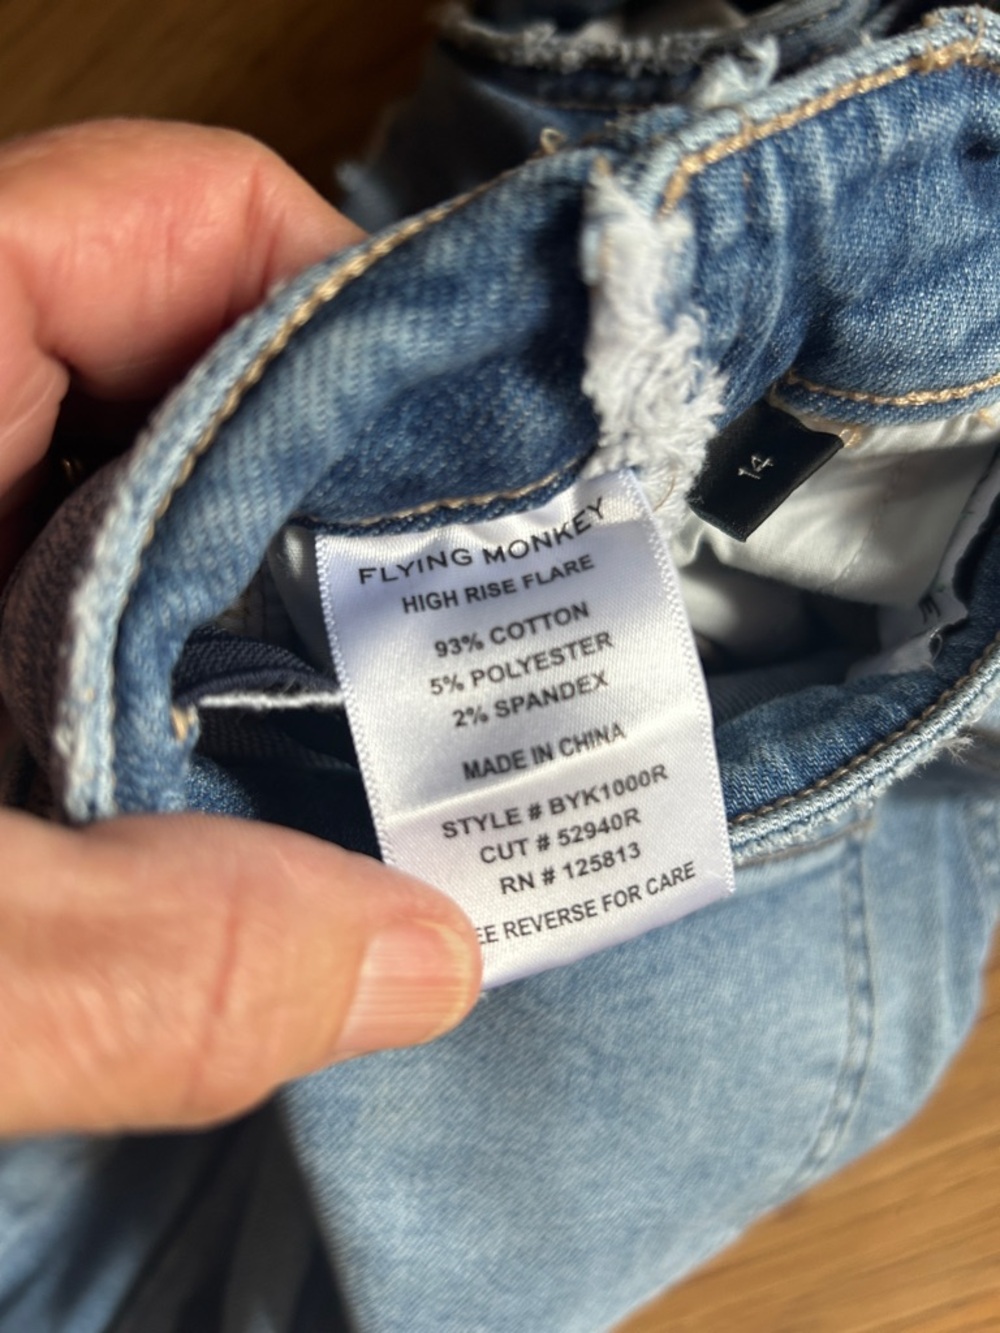 FLYING MONKEY
HIGH RISE FLARE
93% COTTON
5% POLYESTER
2% SPANDEX
MADE IN CHINA
STYLE # BYK1000R
CUT # 52940R
RN # 125813
EE REVERSE FOR CARE
14